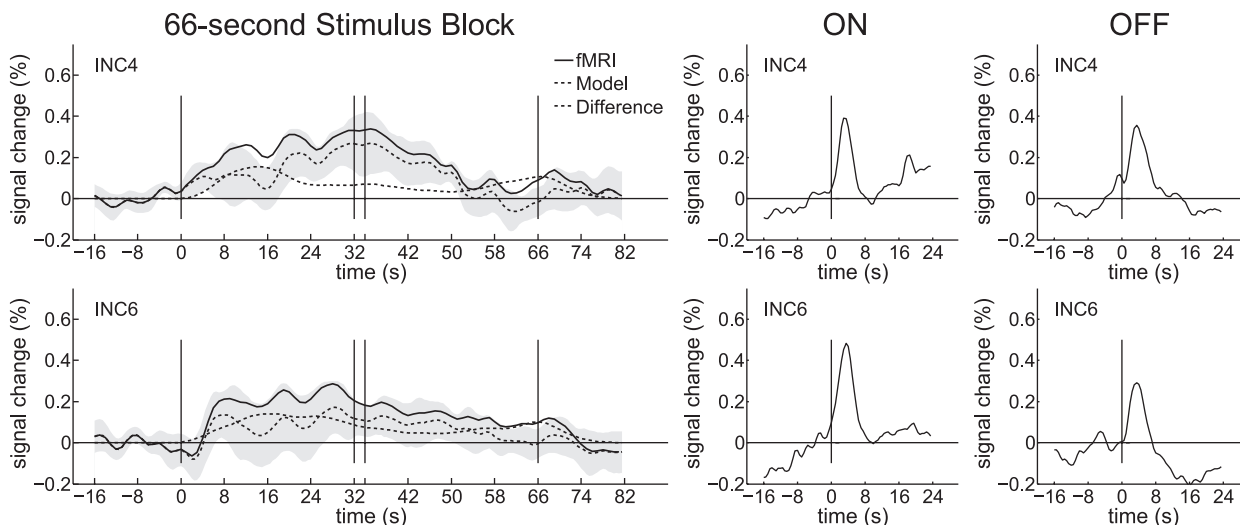 66-second Stimulus Block
ON
OFF
signal change (%)
0.6
0.4
0.2
0
−0.2
INC4
fMRI
Model
Difference
−16 −8 0 8 16 24 32 34 42 50 58 66 74 82
time (s)
signal change (%)
0.6
0.4
0.2
0
−0.2
INC4
−16 −8 0 8 16 24
time (s)
signal change (%)
0.6
0.4
0.2
0
−0.2
INC4
−16 −8 0 8 16 24
time (s)
signal change (%)
0.6
0.4
0.2
0
−0.2
INC6
−16 −8 0 8 16 24 32 34 42 50 58 66 74 82
time (s)
signal change (%)
0.6
0.4
0.2
0
−0.2
INC6
−16 −8 0 8 16 24
time (s)
signal change (%)
0.6
0.4
0.2
0
−0.2
INC6
−16 −8 0 8 16 24
time (s)